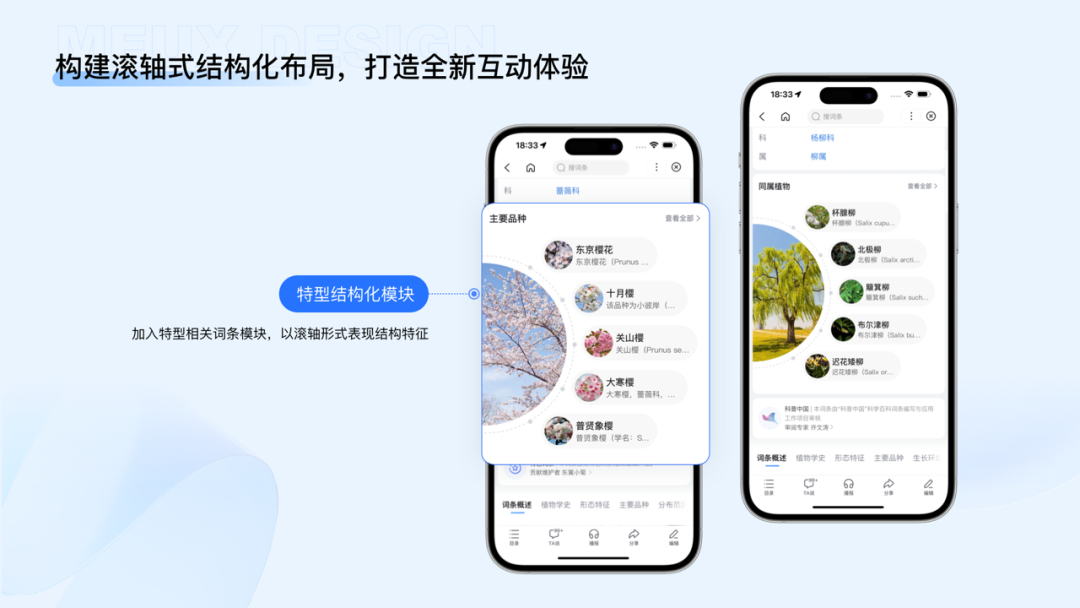 MEUX DESIGN
构建滚轴式结构化布局，打造全新互动体验
特型结构化模块
加入特型相关词条模块，以滚轴形式表现结构特征
18:33
搜词条
科 蔷薇科
主要品种 查看全部
东京樱花
东京樱花（Prunus ...
十月樱
该品种为小彼岸（...
关山樱
关山樱（Prunus se...
大寒樱
大寒樱，蔷薇科，...
普贤象樱
普贤象樱（学名：S...
贡献维护者 东篱小菊
词条概述 植物学史 形态特征 主要品种 分布范
目录 TA说 播报 分享 编辑
18:33
搜词条
科 杨柳科
属 柳属
同属植物 查看全部
杯腺柳
杯腺柳（Salix cupu...
北极柳
北极柳（Salix arcti...
簸箕柳
簸箕柳（Salix such...
布尔津柳
布尔津柳（Salix bu...
迟花矮柳
迟花矮柳（Salix or...
科普中国 | 本词条由“科普中国”科学百科词条编写与应用
工作项目审核
审阅专家 许文涛
词条概述 植物学史 形态特征 主要品种 生长环
目录 TA说 播报 分享 编辑